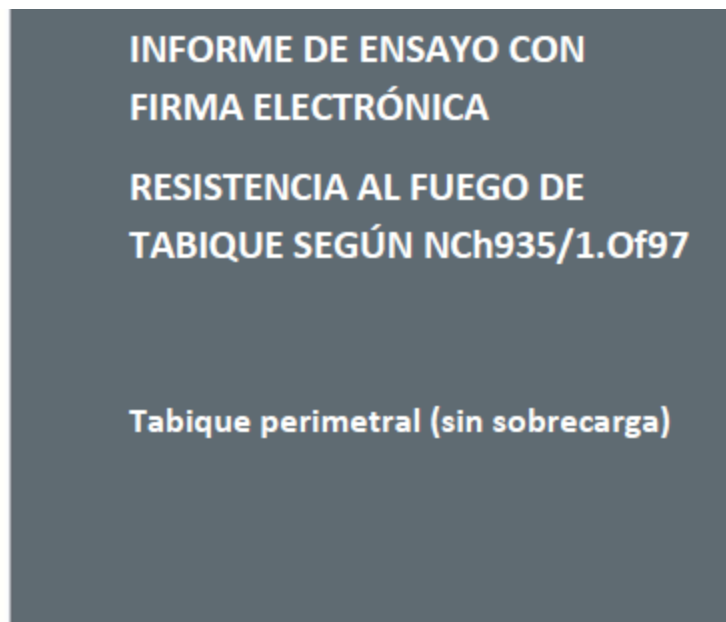 INFORME DE ENSAYO CON
FIRMA ELECTRÓNICA
RESISTENCIA AL FUEGO DE
TABIQUE SEGÚN NCh935/1.Of97
Tabique perimetral (sin sobrecarga)